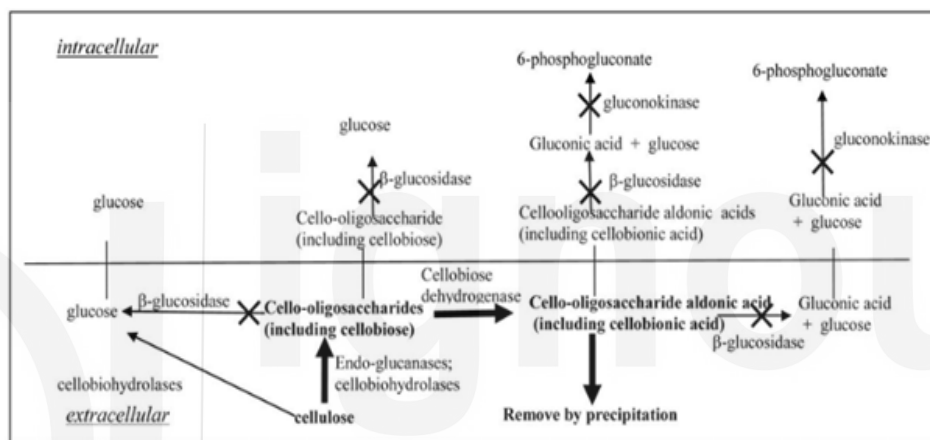 intracellular
6-phosphogluconate
6-phosphogluconate
gluconokinase
glucose
gluconokinase
Gluconic acid + glucose
β-glucosidase
β-glucosidase
glucose
Gluconic acid
+ glucose
Cello-oligosaccharide
(including cellobiose)
Cellooligosaccharide aldonic acids
(including cellobionic acid)
Cellobiose
dehydrogenase
β-glucosidase
glucose
Cello-oligosaccharides
(including cellobiose)
Cello-oligosaccharide aldonic acid
(including cellobionic acid)
Gluconic acid
+ glucose
β-glucosidase
Endo-glucanases;
cellobiohydrolases
cellobiohydrolases
extracellular
cellulose
Remove by precipitation
ignou